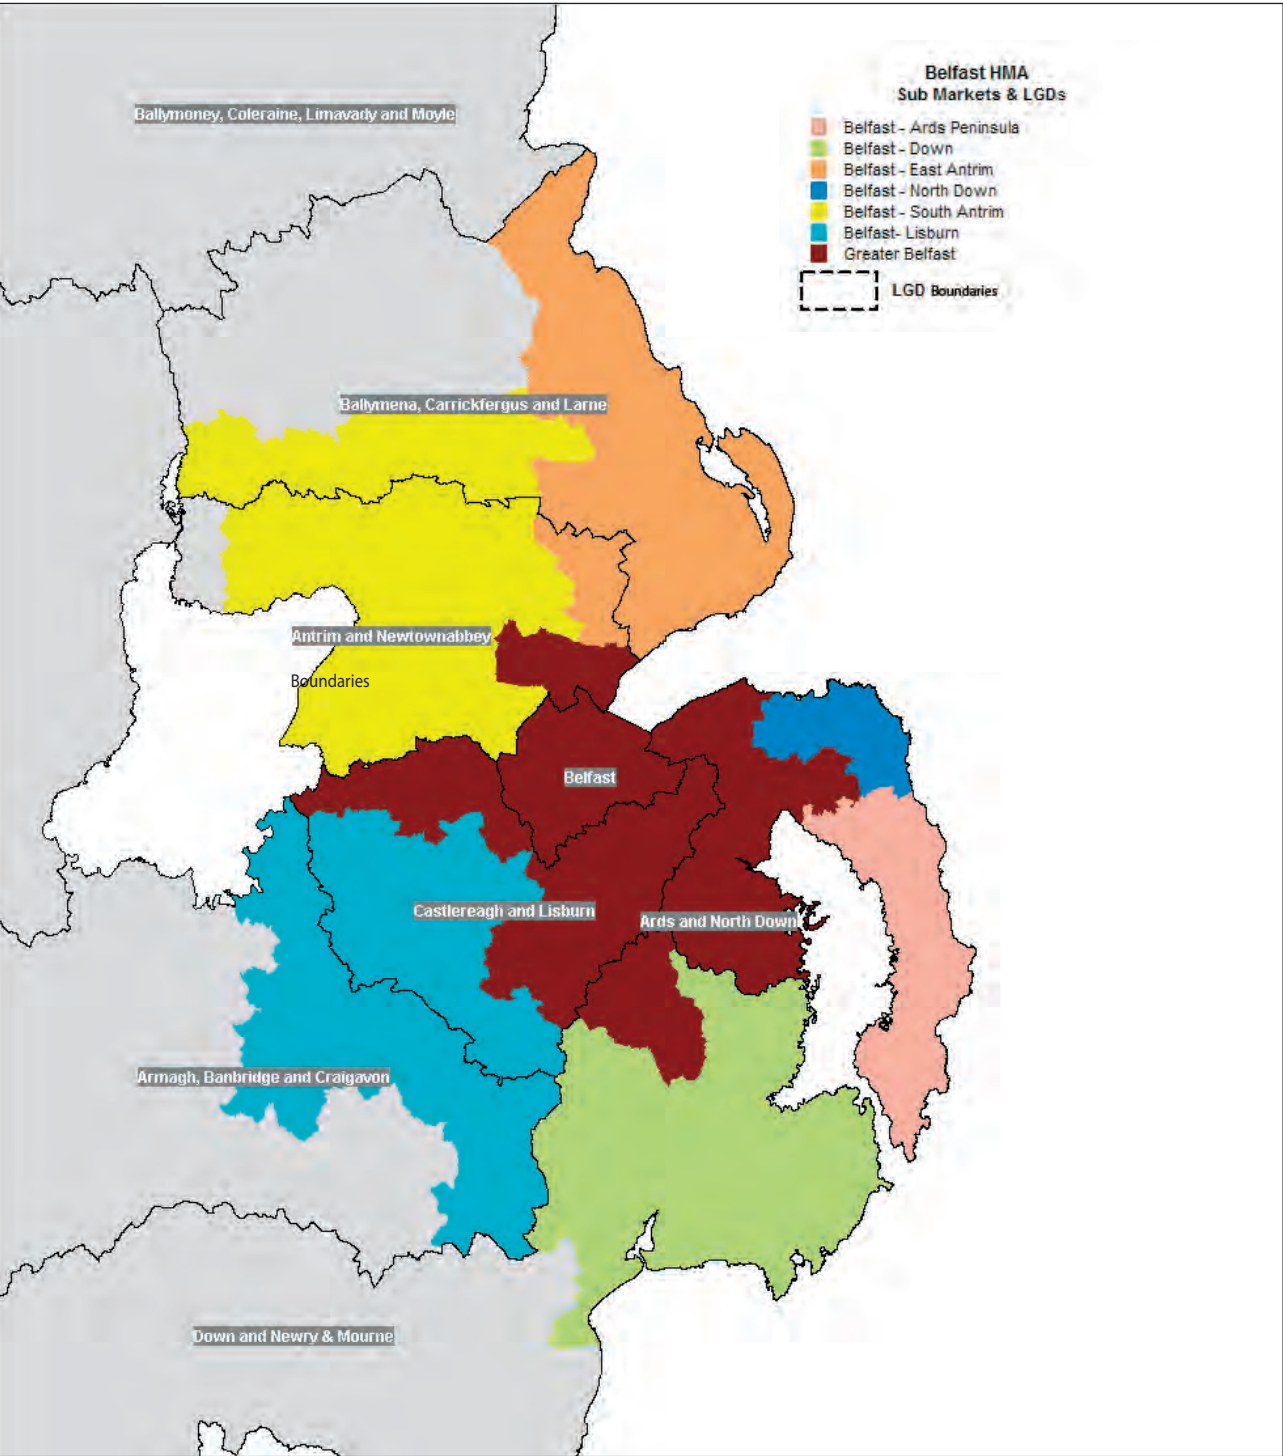 Belfast HMA
Sub Markets & LGDs
Belfast - Ards Peninsula
Belfast - Down
Belfast - East Antrim
Belfast - North Down
Belfast - South Antrim
Belfast- Lisburn
Greater Belfast
LGD Boundaries
Ballymoney, Coleraine, Limavady and Moyle
Ballymena, Carrickfergus and Larne
Antrim and Newtownabbey
Boundaries
Belfast
Castlereagh and Lisburn
Ards and North Down
Armagh, Banbridge and Craigavon
Down and Newry & Mourne